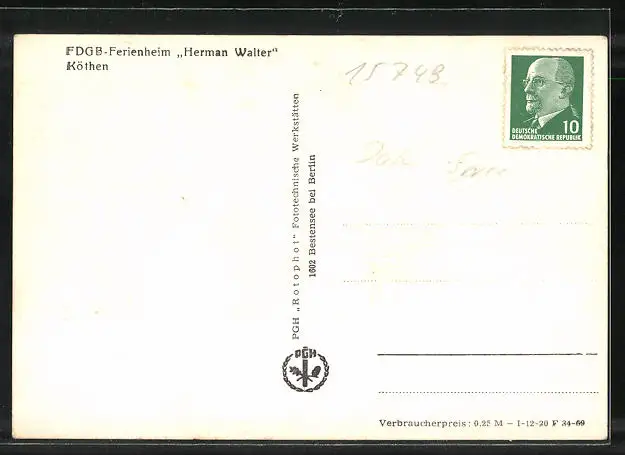 FDGB-Ferienheim „Herman Walter“
Köthen
15749
10
DEUTSCHE
DEMOKRATISCHE REPUBLIK
PGH „Rotophot“ Fototechnische Werkstätten
1602 Bestensee bei Berlin
PGH
Verbraucherpreis: 0,25 M – I-12-20 F 34-69